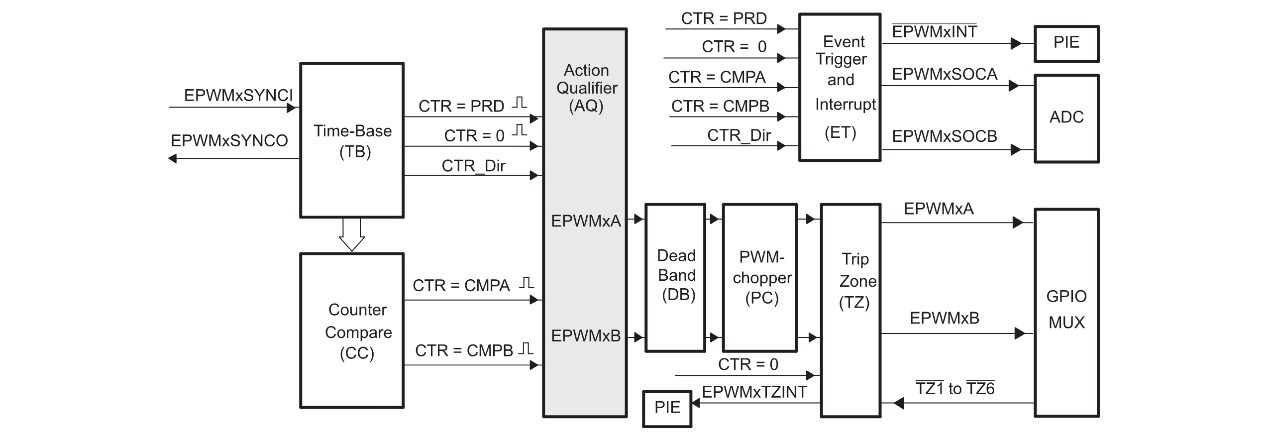 EPWMxSYNCI
EPWMxSYNCO
Time-Base
(TB)
CTR = PRD
CTR = 0
CTR_Dir
Counter
Compare
(CC)
CTR = CMPA
CTR = CMPB
Action
Qualifier
(AQ)
EPWMxA
EPWMxB
CTR = PRD
CTR = 0
CTR = CMPA
CTR = CMPB
CTR_Dir
Event
Trigger
and
Interrupt
(ET)
EPWMxINT
EPWMxSOCA
EPWMxSOCB
PIE
ADC
Dead
Band
(DB)
PWM-
chopper
(PC)
Trip
Zone
(TZ)
CTR = 0
EPWMxTZINT
PIE
EPWMxA
EPWMxB
TZ1 to TZ6
GPIO
MUX